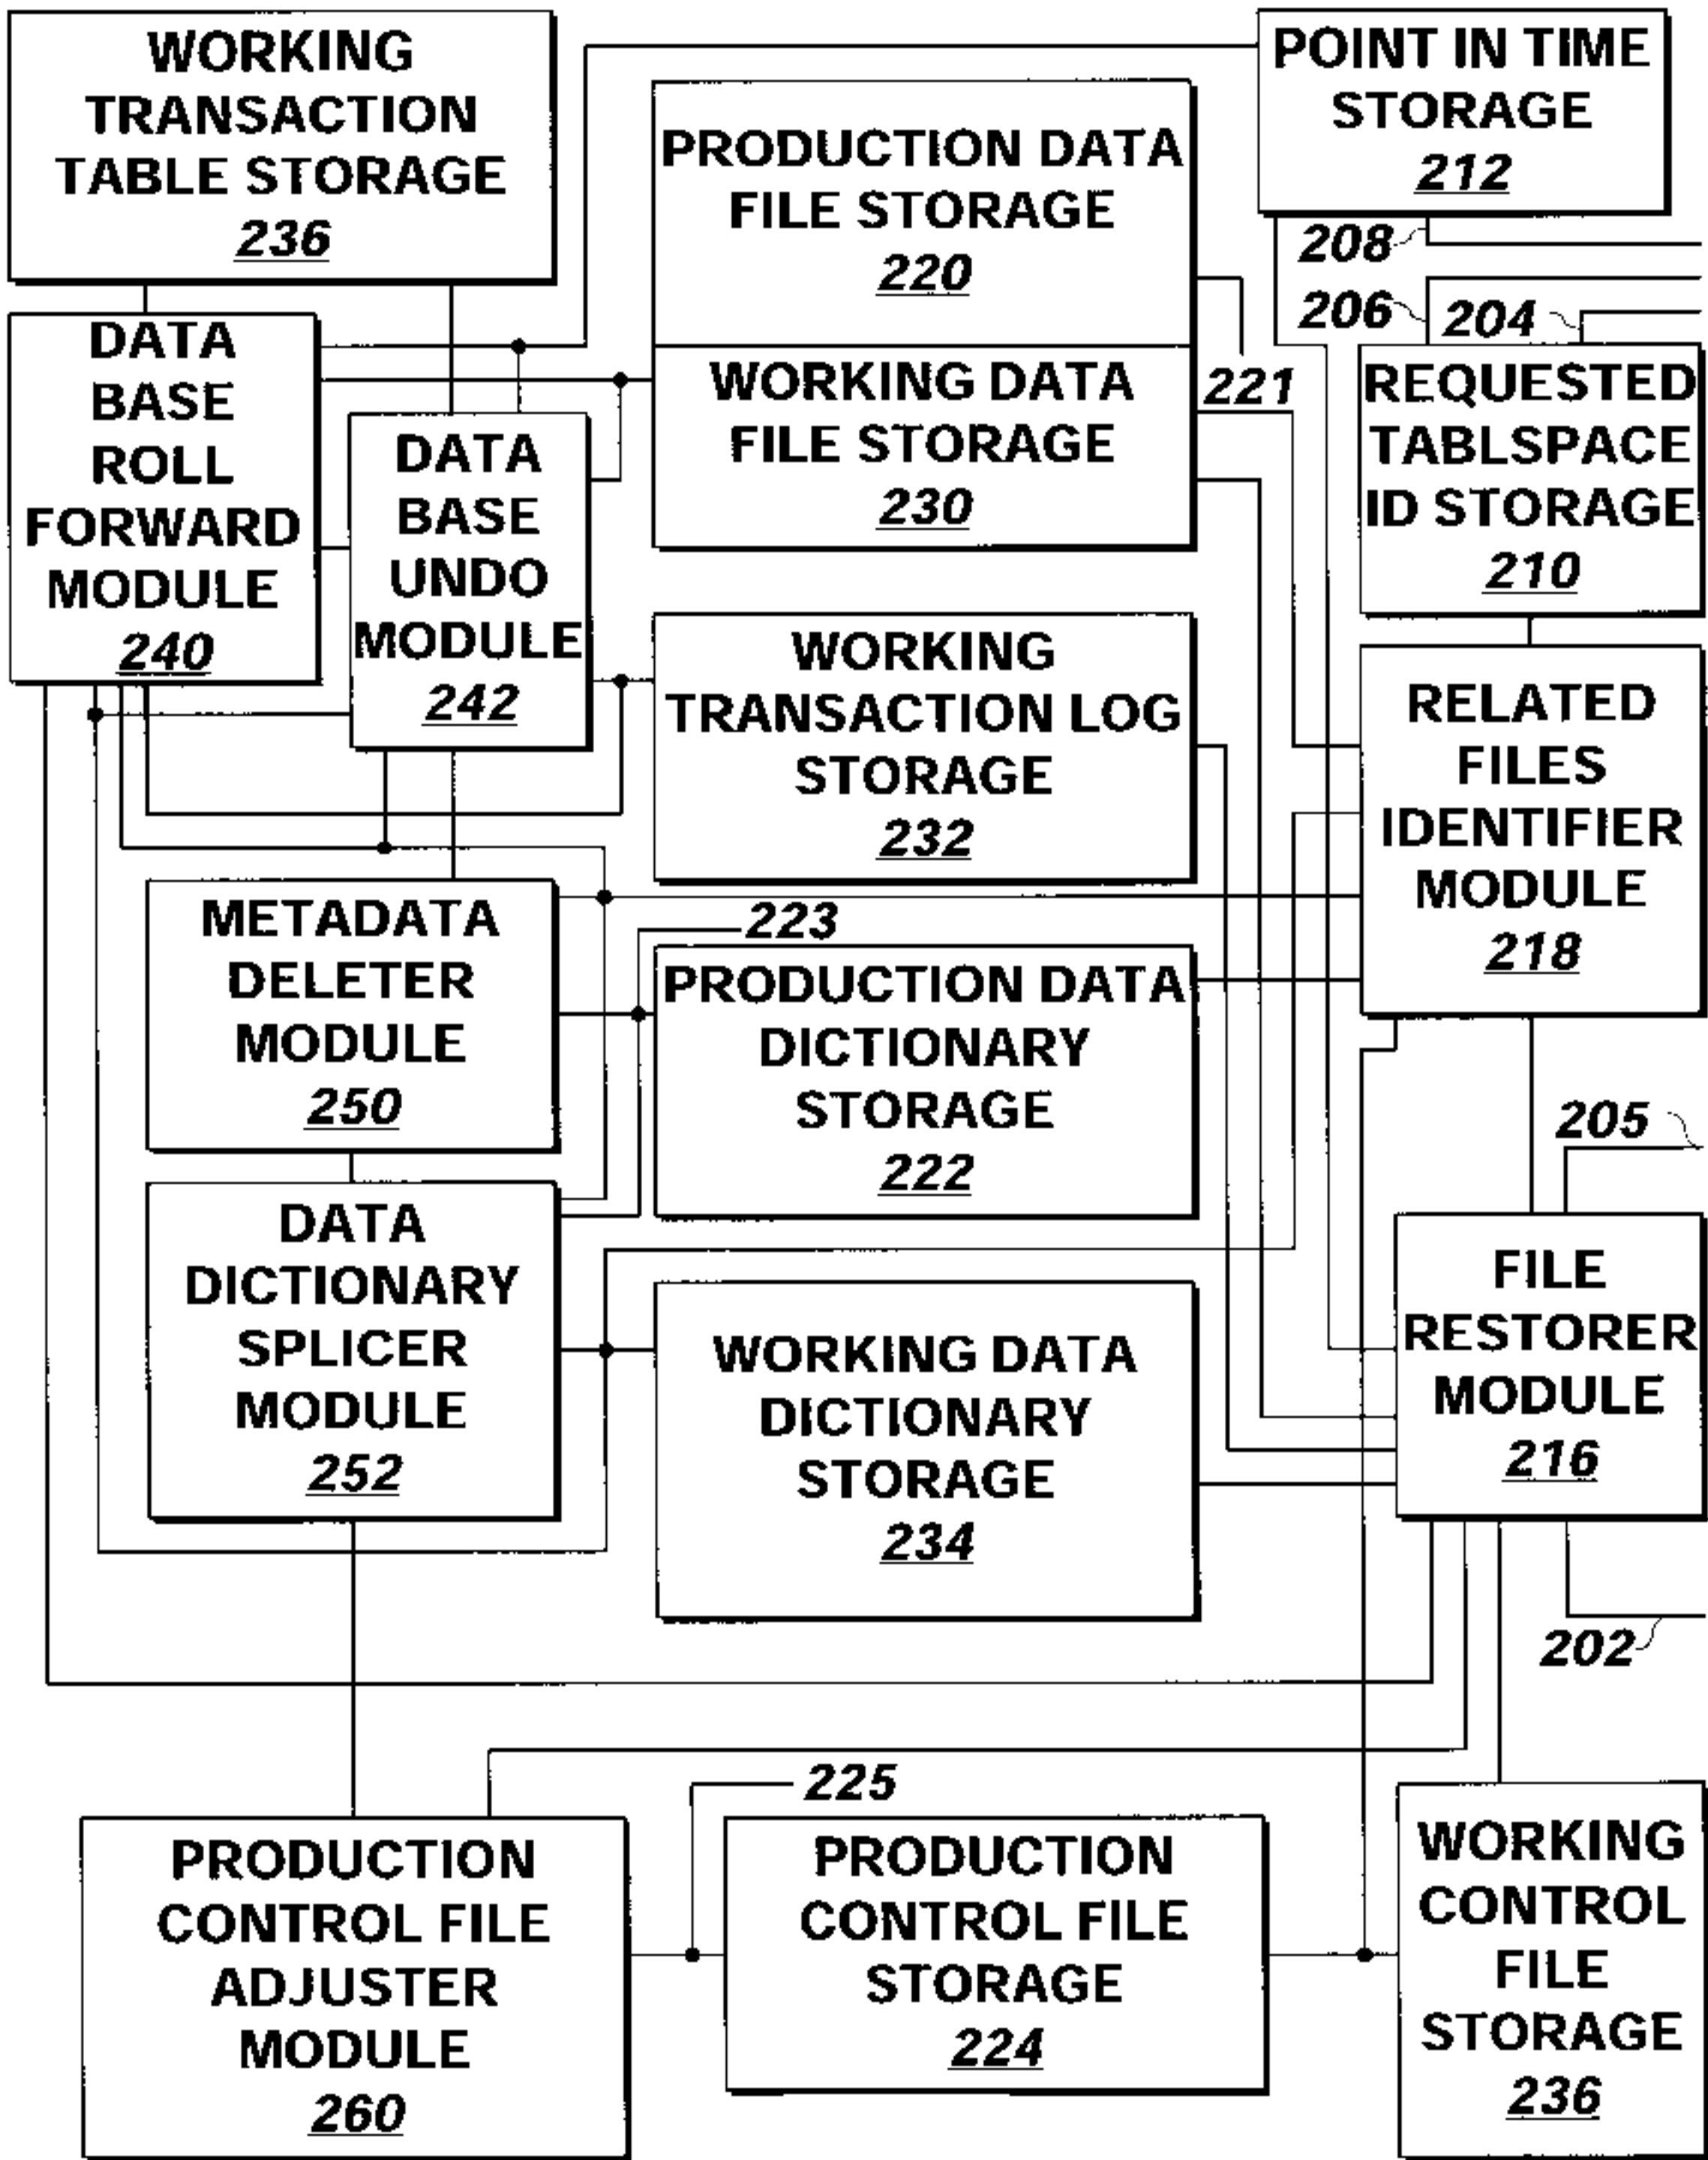 WORKING
TRANSACTION
TABLE STORAGE
236
POINT IN TIME
STORAGE
212
PRODUCTION DATA
FILE STORAGE
220
208
206
204
DATA
BASE
ROLL
FORWARD
MODULE
240
WORKING DATA
FILE STORAGE
230
221
REQUESTED
TABLSPACE
ID STORAGE
210
DATA
BASE
UNDO
MODULE
242
WORKING
TRANSACTION LOG
STORAGE
232
RELATED
FILES
IDENTIFIER
MODULE
218
METADATA
DELETER
MODULE
250
223
PRODUCTION DATA
DICTIONARY
STORAGE
222
205
DATA
DICTIONARY
SPLICER
MODULE
252
WORKING DATA
DICTIONARY
STORAGE
234
FILE
RESTORER
MODULE
216
202
225
PRODUCTION
CONTROL FILE
ADJUSTER
MODULE
260
PRODUCTION
CONTROL FILE
STORAGE
224
WORKING
CONTROL
FILE
STORAGE
236